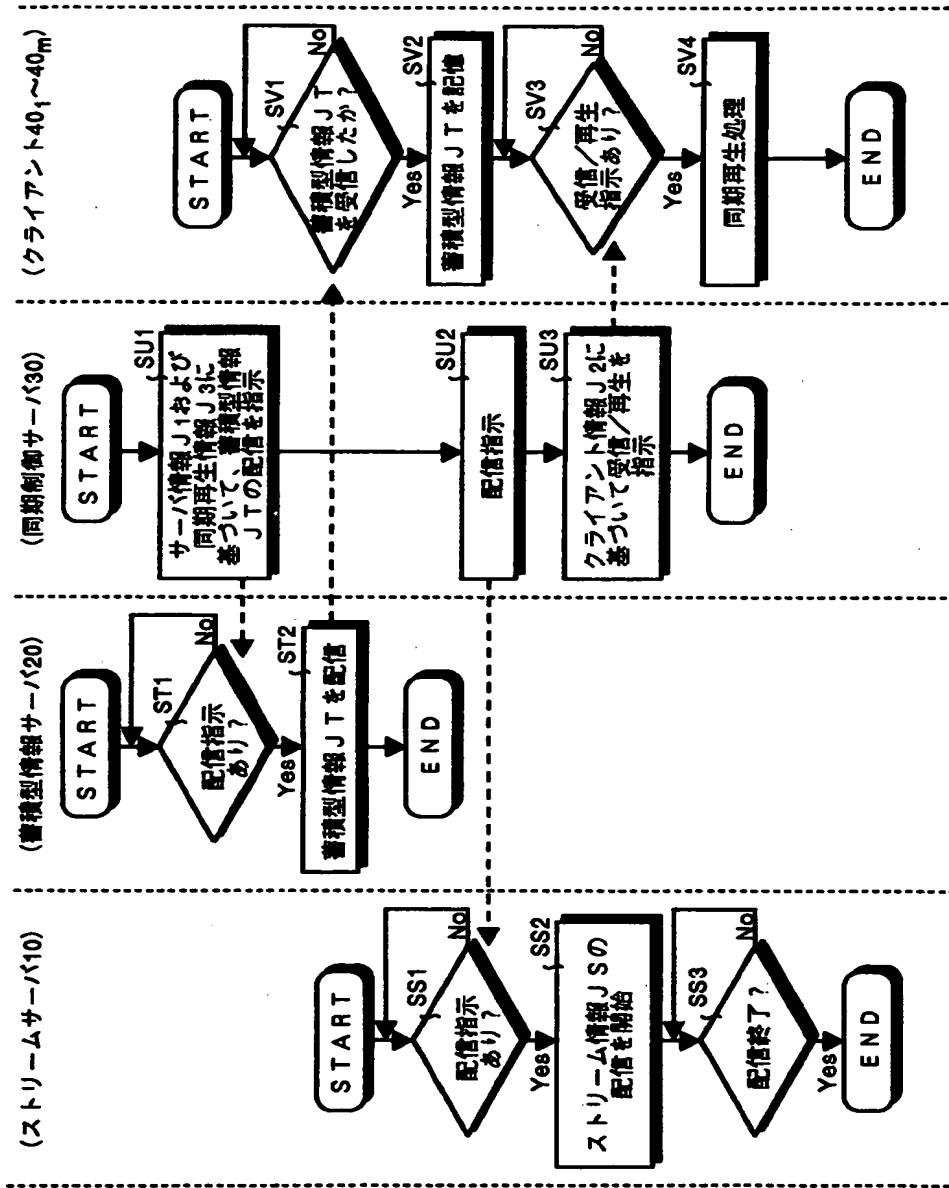 (ストリームサーバ10)
START
SS1
配信指示
あり?
No
Yes
SS2
ストリーム情報JSの
配信を開始
SS3
配信終了?
No
Yes
END
(蓄積型情報サーバ20)
START
ST1
配信指示
あり?
No
Yes
ST2
蓄積型情報JTを配信
END
(同期制御サーバ30)
START
SU1
サーバ情報J1および
同期再生情報J3に
基づいて、蓄積型情報
JTの配信を指示
SU2
配信指示
SU3
クライアント情報J2に
基づいて受信/再生を
指示
END
(クライアント40₁~40m)
START
SV1
蓄積型情報JT
を受信したか?
No
Yes
SV2
蓄積型情報JTを記憶
SV3
受信/再生
指示あり?
No
Yes
SV4
同期再生処理
END